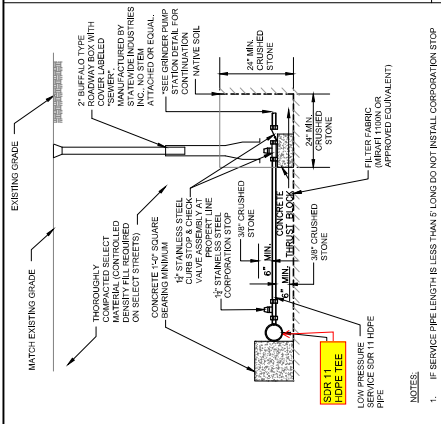 EXISTING GRADE
MATCH EXISTING GRADE
2" BUFFALO TYPE
ROADWAY BOX WITH
COVER LABELED
"SEWER",
MANUFACTURED BY
STATEWIDE INDUSTRIES
INC., NO STEM
ATTACHED OR EQUAL.
*SEE GRINDER PUMP
STATION DETAIL FOR
CONTINUATION
NATIVE SOIL
24" MIN.
CRUSHED
STONE
THOROUGHLY
COMPACTED SELECT
MATERIAL (CONTROLLED
DENSITY FILL REQUIRED
ON SELECT STREETS)
CONCRETE 1'-0" SQUARE
BEARING MINIMUM
1½" STAINLESS STEEL
CURB STOP & CHECK
VALVE ASSEMBLY AT
PROPERT LINE
1½" STAINELSS STEEL
CORPORATION STOP
3/8" CRUSHED
STONE
6" MIN.
CONCRETE
THRUST BLOCK
6" MIN.
3/8" CRUSHED
STONE
24" MIN.
CRUSHED
STONE
FILTER FABRIC
(MIRAFI 1100N OR
APPROVED EQUIVALENT)
SDR 11
HDPE TEE
LOW PRESSURE
SERVICE SDR 11 HDPE
PIPE
NOTES:
1. IF SERVICE PIPE LENGTH IS LESS THAN 5' LONG DO NOT INSTALL CORPORATION STOP